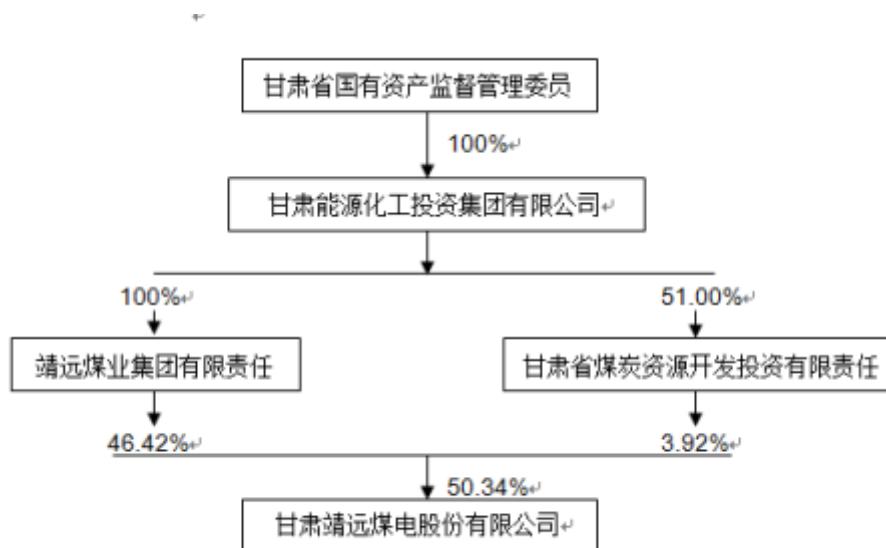 甘肃省国有资产监督管理委员
100%
甘肃能源化工投资集团有限公司
100%
51.00%
靖远煤业集团有限责任
甘肃省煤炭资源开发投资有限责任
46.42%
3.92%
50.34%
甘肃靖远煤电股份有限公司